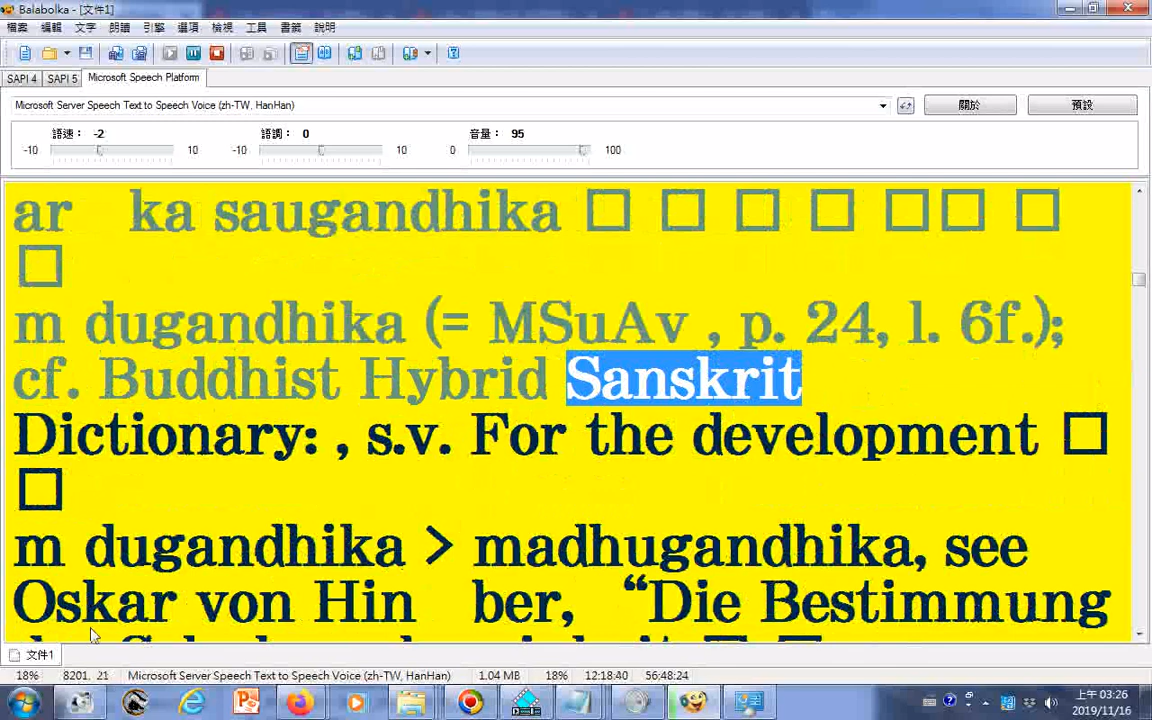 Balabolka - [文件1]
檔案 編輯 文字 朗讀 引擎 選項 檢視 工具 書籤 說明
SAPI 4 SAPI 5 Microsoft Speech Platform
Microsoft Server Speech Text to Speech Voice (zh-TW, HanHan) 關於 預設
語速： -2 語調： 0 音量： 95
-10 10 -10 10 0 100
ar ka saugandhika □ □ □ □ □□ □
□
m dugandhika (= MSuAv , p. 24, l. 6f.);
cf. Buddhist Hybrid Sanskrit
Dictionary: , s.v. For the development □
□
m dugandhika > madhugandhika, see
Oskar von Hin ber, “Die Bestimmung
文件1
18% 8201, 21 Microsoft Server Speech Text to Speech Voice (zh-TW, HanHan) 1.04 MB 18% 12:18:40 56:48:24
上午 03:26
2019/11/16